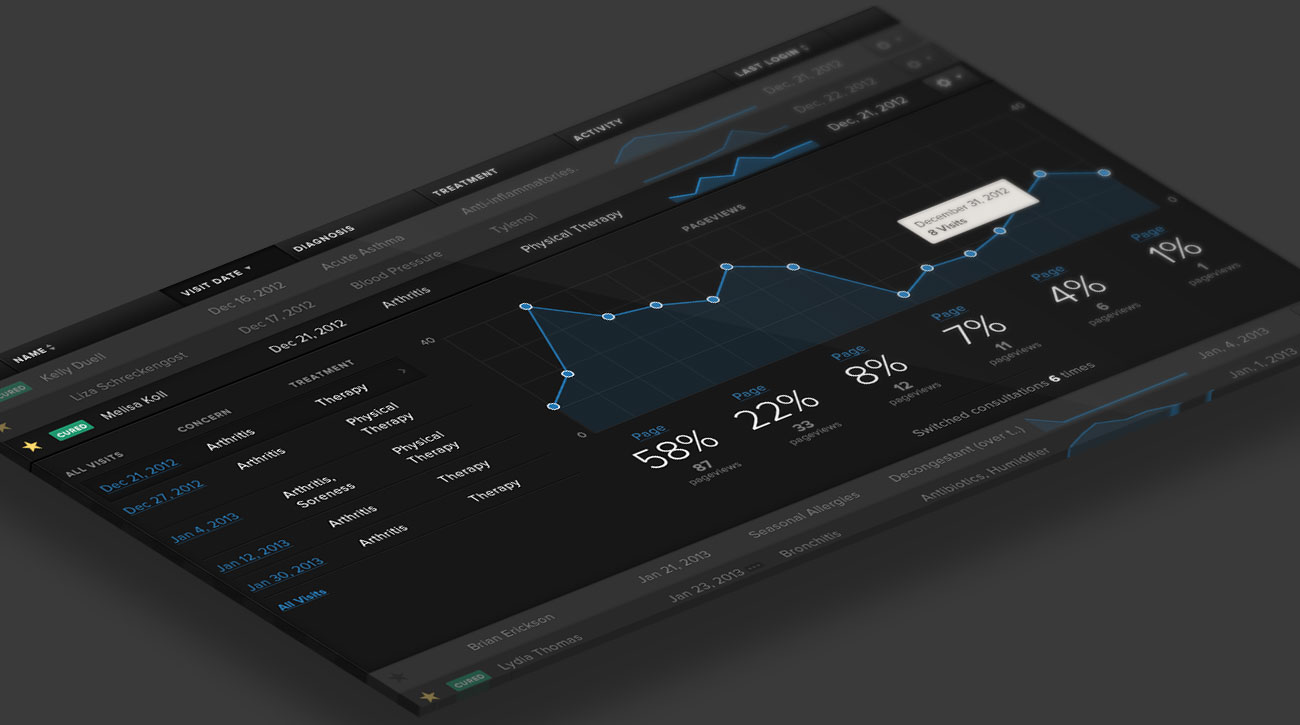 NAME
VISIT DATE
DIAGNOSIS
TREATMENT
ACTIVITY
LAST LOGIN
CURED
Kelly Duell
Dec 16, 2012
Acute Asthma
Anti-inflammatories.
Dec. 21, 2012
Liza Schreckengost
Dec 17, 2012
Blood Pressure
Tylenol
Dec. 22, 2012
CURED
Melisa Koll
Dec 21, 2012
Arthritis
Physical Therapy
Dec. 21, 2012
ALL VISITS
CONCERN
TREATMENT
Dec 21, 2012
Arthritis
Therapy
Dec 27, 2012
Arthritis
Physical
Therapy
Jan 4, 2013
Arthritis,
Soreness
Physical
Therapy
Jan 12, 2013
Arthritis
Therapy
Jan 30, 2013
Arthritis
Therapy
All Visits
PAGEVIEWS
40
40
0
0
December 31, 2012
8 Visits
Page
58%
87
pageviews
Page
22%
33
pageviews
Page
8%
12
pageviews
Page
7%
11
pageviews
Page
4%
6
pageviews
Page
1%
1
pageviews
Switched consultations 6 times
Brian Erickson
Jan 21, 2013
Seasonal Allergies
Decongestant (over t..)
Jan, 4, 2013
CURED
Lydia Thomas
Jan 23, 2013 ...
Bronchitis
Antibiotics, Humidifier
Jan, 1, 2013